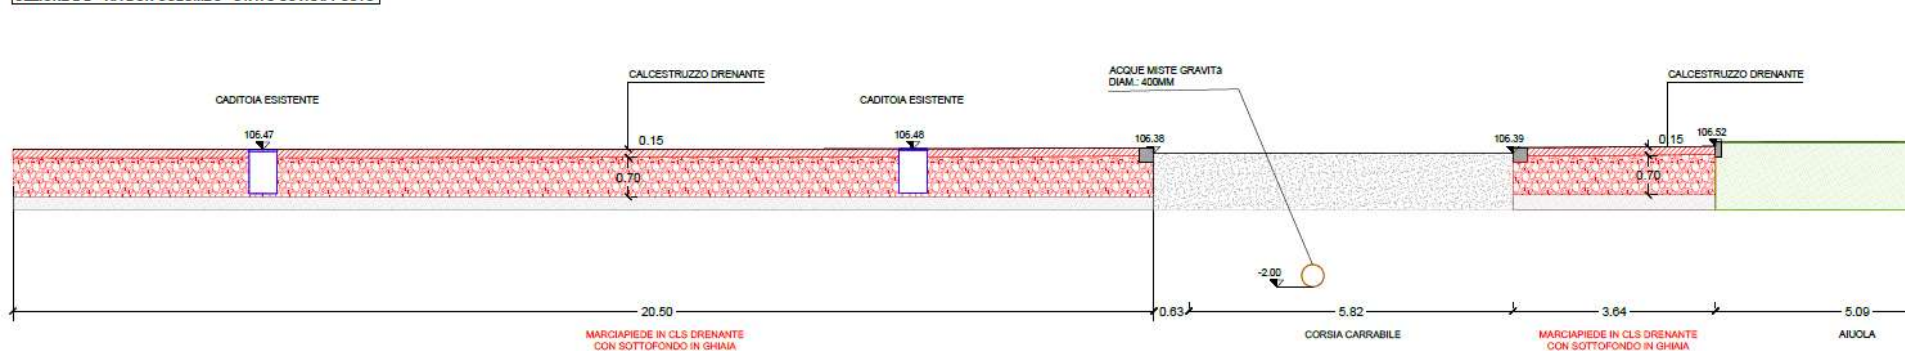 CALCESTRUZZO DRENANTE
ACQUE MISTE GRAVITà
DIAM.: 400MM
CALCESTRUZZO DRENANTE
CADITOIA ESISTENTE
CADITOIA ESISTENTE
106.47
0.15
106.48
106.38
106.39
0.15
106.52
0.70
0.70
-2.00
20.50
0.63
5.82
3.64
5.09
MARCIAPIEDE IN CLS DRENANTE
CON SOTTOFONDO IN GHIAIA
CORSIA CARRABILE
MARCIAPIEDE IN CLS DRENANTE
CON SOTTOFONDO IN GHIAIA
AIUOLA